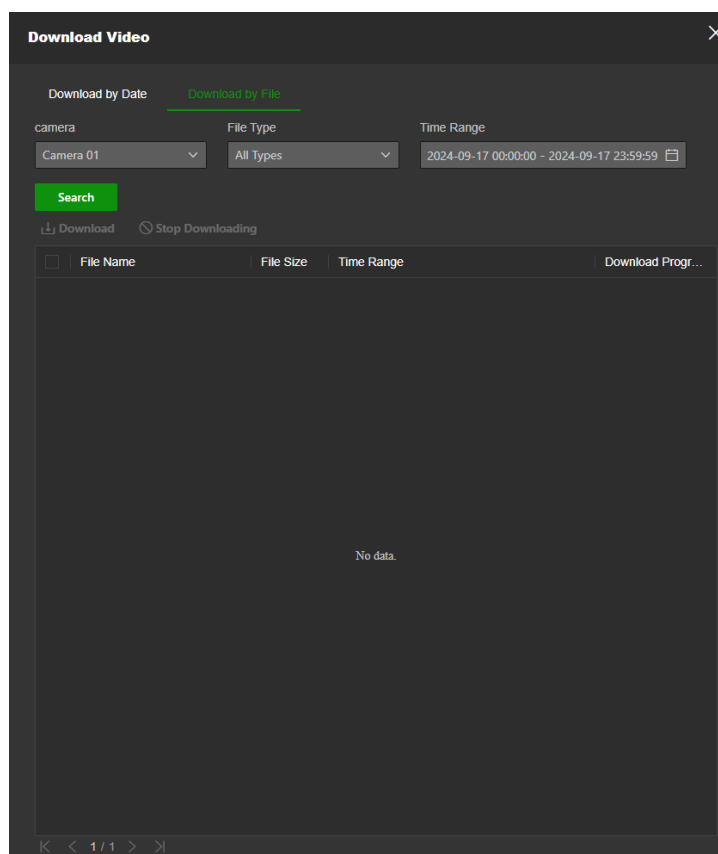 Download Video
Download by Date Download by File
camera File Type Time Range
Camera 01 All Types 2024-09-17 00:00:00 - 2024-09-17 23:59:59
Search
Download Stop Downloading
File Name File Size Time Range Download Progr...
No data.
1 / 1